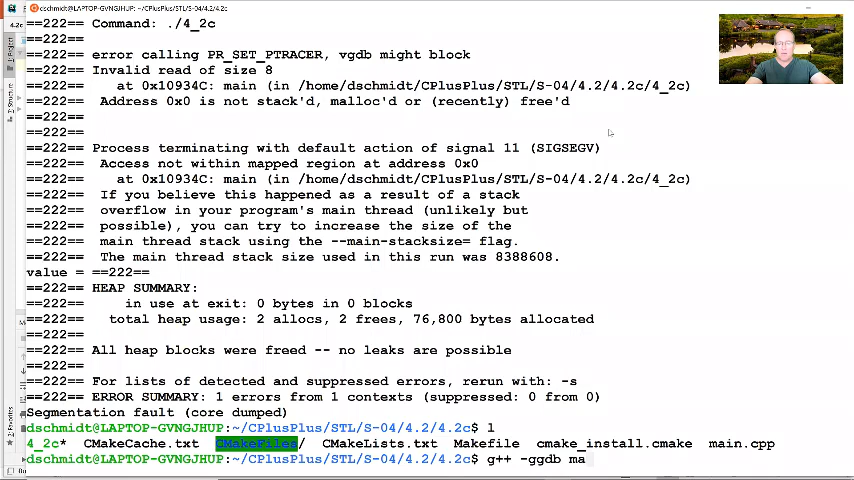 dschmidt@LAPTOP-GVNGJHUP: ~/CPlusPlus/STL/S-04/4.2/4.2c
==222== Command: ./4_2c
==222==
==222== error calling PR_SET_PTRACER, vgdb might block
==222== Invalid read of size 8
==222==    at 0x10934C: main (in /home/dschmidt/CPlusPlus/STL/S-04/4.2/4.2c/4_2c)
==222==  Address 0x0 is not stack'd, malloc'd or (recently) free'd
==222==
==222==
==222== Process terminating with default action of signal 11 (SIGSEGV)
==222==  Access not within mapped region at address 0x0
==222==    at 0x10934C: main (in /home/dschmidt/CPlusPlus/STL/S-04/4.2/4.2c/4_2c)
==222==  If you believe this happened as a result of a stack
==222==  overflow in your program's main thread (unlikely but
==222==  possible), you can try to increase the size of the
==222==  main thread stack using the --main-stacksize= flag.
==222==  The main thread stack size used in this run was 8388608.
value = ==222==
==222== HEAP SUMMARY:
==222==     in use at exit: 0 bytes in 0 blocks
==222==   total heap usage: 2 allocs, 2 frees, 76,800 bytes allocated
==222==
==222== All heap blocks were freed -- no leaks are possible
==222==
==222== For lists of detected and suppressed errors, rerun with: -s
==222== ERROR SUMMARY: 1 errors from 1 contexts (suppressed: 0 from 0)
Segmentation fault (core dumped)
dschmidt@LAPTOP-GVNGJHUP:~/CPlusPlus/STL/S-04/4.2/4.2c$ l
4_2c*  CMakeCache.txt  CMakeFiles/  CMakeLists.txt  Makefile  cmake_install.cmake  main.cpp
dschmidt@LAPTOP-GVNGJHUP:~/CPlusPlus/STL/S-04/4.2/4.2c$ g++ -ggdb ma